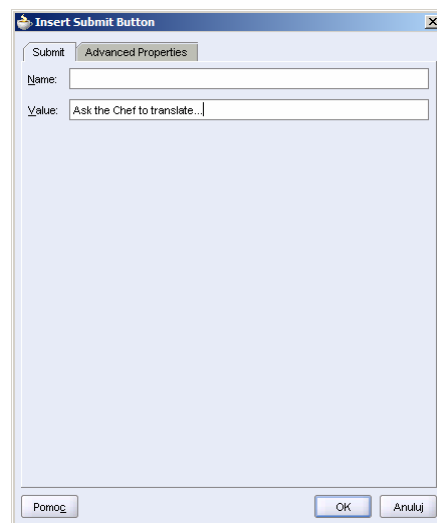 Insert Submit Button
Submit Advanced Properties
Name:
Value: Ask the Chef to translate...
Pomoc OK Anuluj